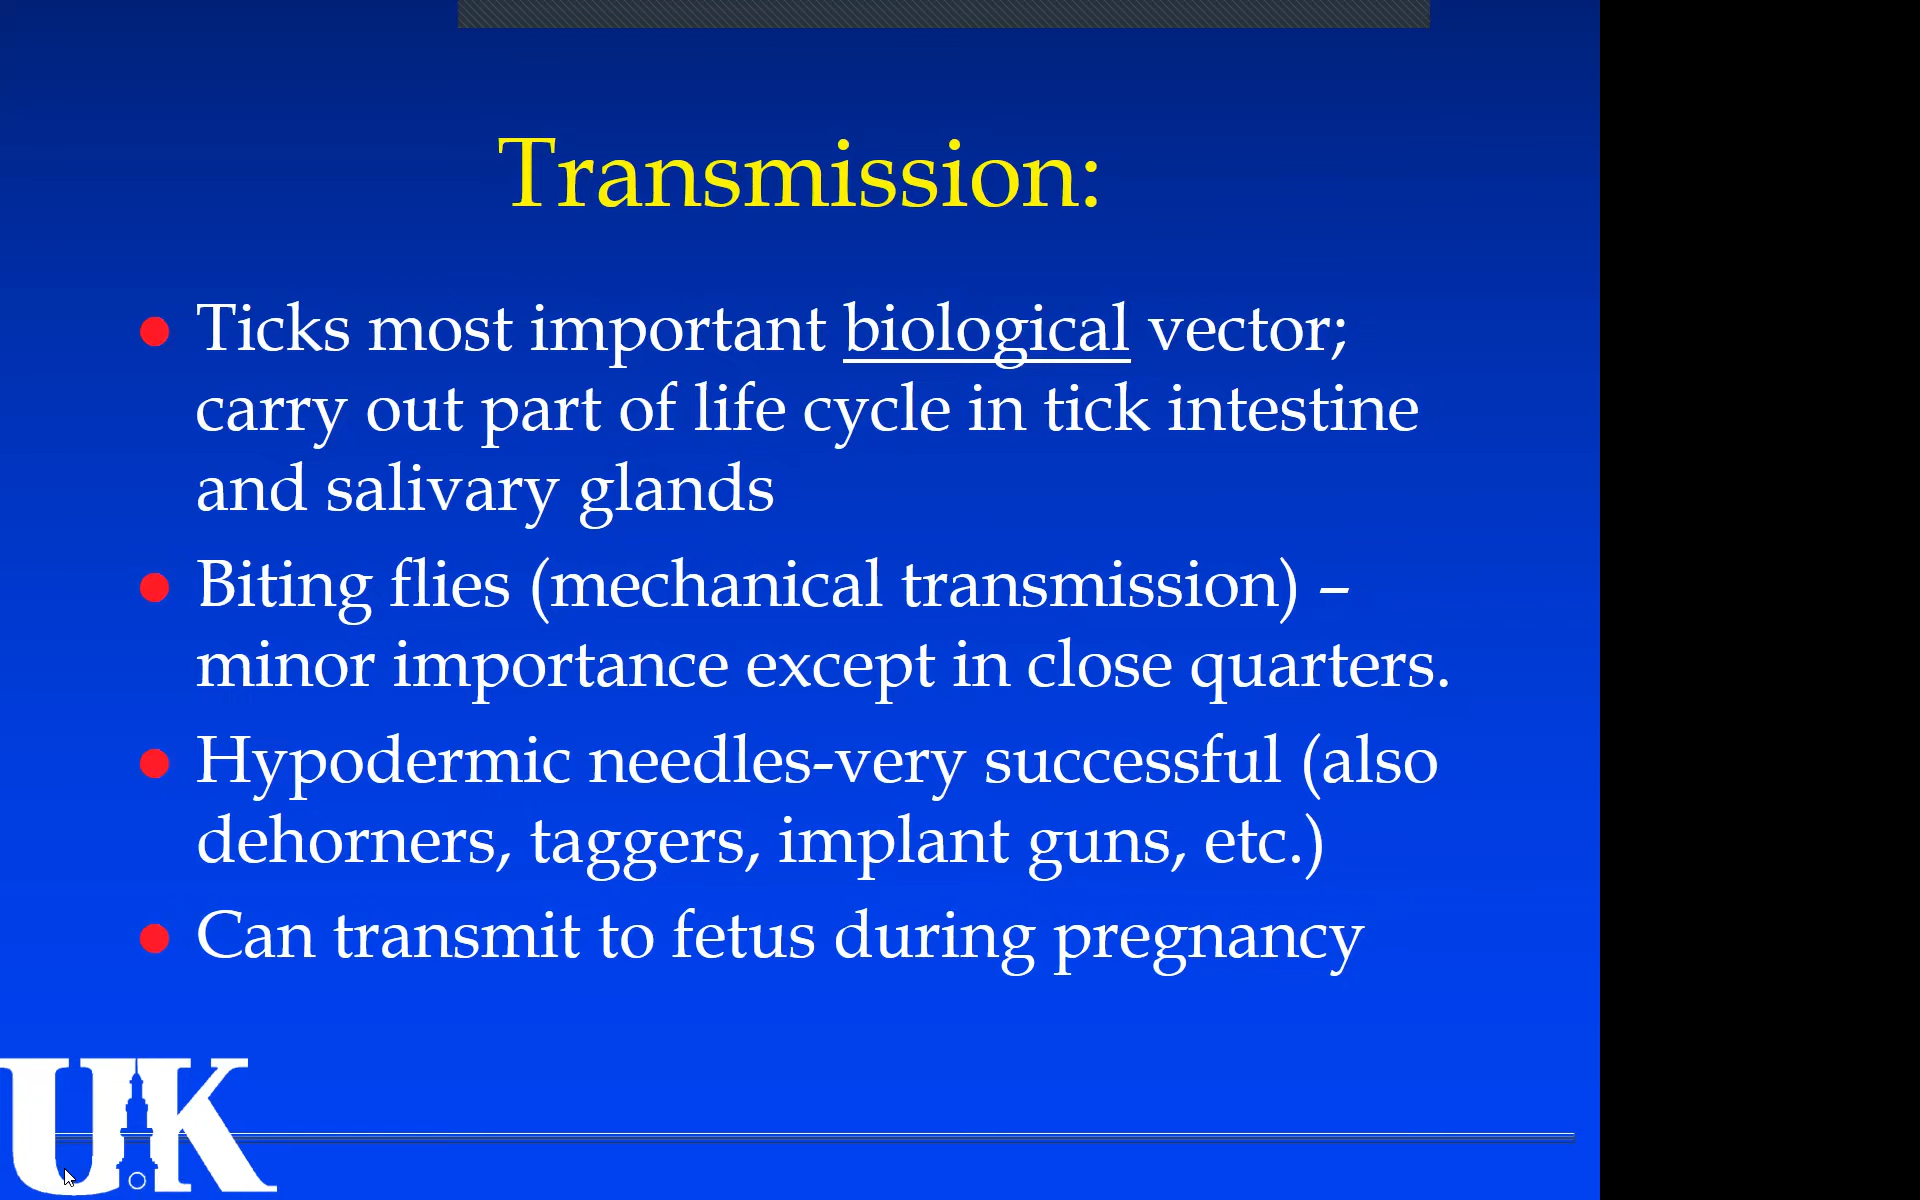 Transmission:
Ticks most important biological vector;
carry out part of life cycle in tick intestine
and salivary glands
Biting flies (mechanical transmission) –
minor importance except in close quarters.
Hypodermic needles-very successful (also
dehorners, taggers, implant guns, etc.)
Can transmit to fetus during pregnancy
UK